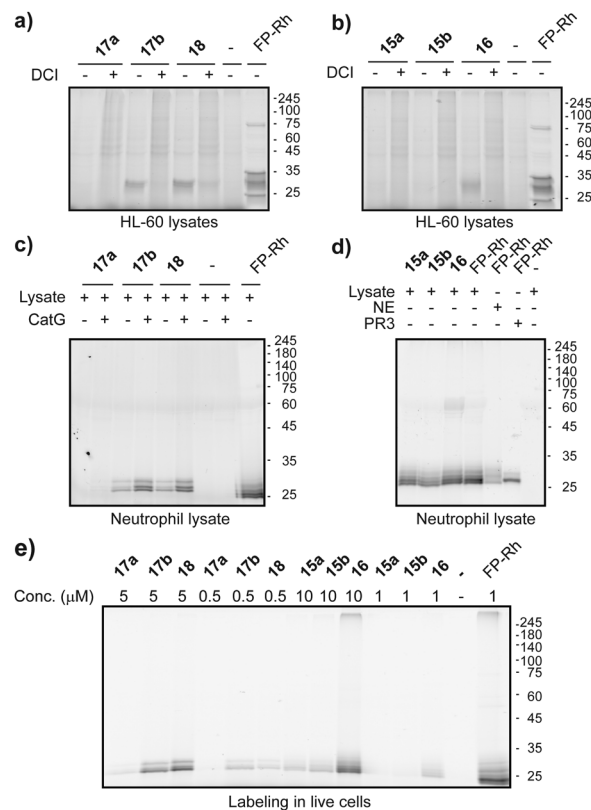 a)
17a 17b 18 - FP-Rh
DCI - + - + - + - -
245
100
75
60
45
35
25
HL-60 lysates
b)
15a 15b 16 - FP-Rh
DCI - + - + - + - -
245
100
75
60
45
35
25
HL-60 lysates
c)
17a 17b 18 - FP-Rh
Lysate + + + + + + + + +
CatG - + - + - + - + -
245
180
140
100
75
60
45
35
25
Neutrophil lysate
d)
15a 15b 16 FP-Rh FP-Rh FP-Rh -
Lysate + + + + - - +
NE - - - - + - -
PR3 - - - - - + -
245
180
140
100
75
60
45
35
25
Neutrophil lysate
e)
17a 17b 18 17a 17b 18 15a 15b 16 15a 15b 16 - FP-Rh
Conc. (μM) 5 5 5 0.5 0.5 0.5 10 10 10 1 1 1 - 1
245
180
140
100
75
60
45
35
25
Labeling in live cells